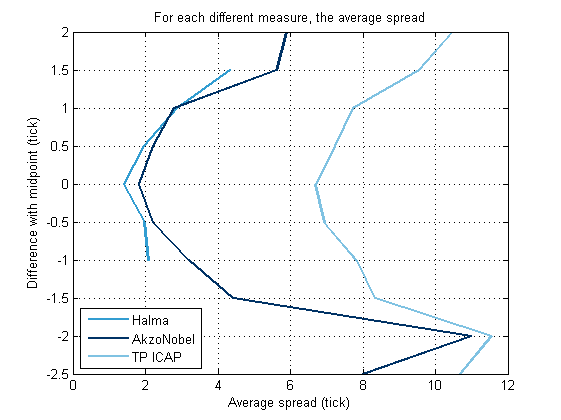 For each different measure, the average spread
2
1.5
1
0.5
0
-0.5
-1
-1.5
-2
-2.5
Difference with midpoint (tick)
Halma
AkzoNobel
TP ICAP
0 2 4 6 8 10 12
Average spread (tick)